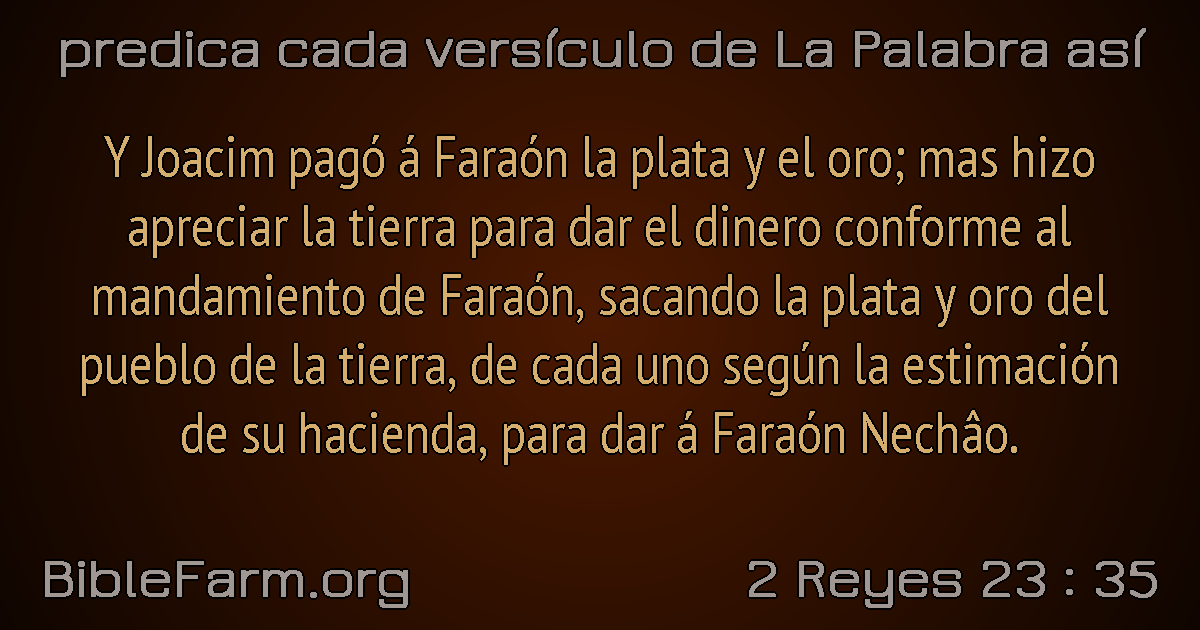 predica cada versículo de La Palabra así
Y Joacim pagó á Faraón la plata y el oro; mas hizo
apreciar la tierra para dar el dinero conforme al
mandamiento de Faraón, sacando la plata y oro del
pueblo de la tierra, de cada uno según la estimación
de su hacienda, para dar á Faraón Nechâo.
BibleFarm.org
2 Reyes 23 : 35